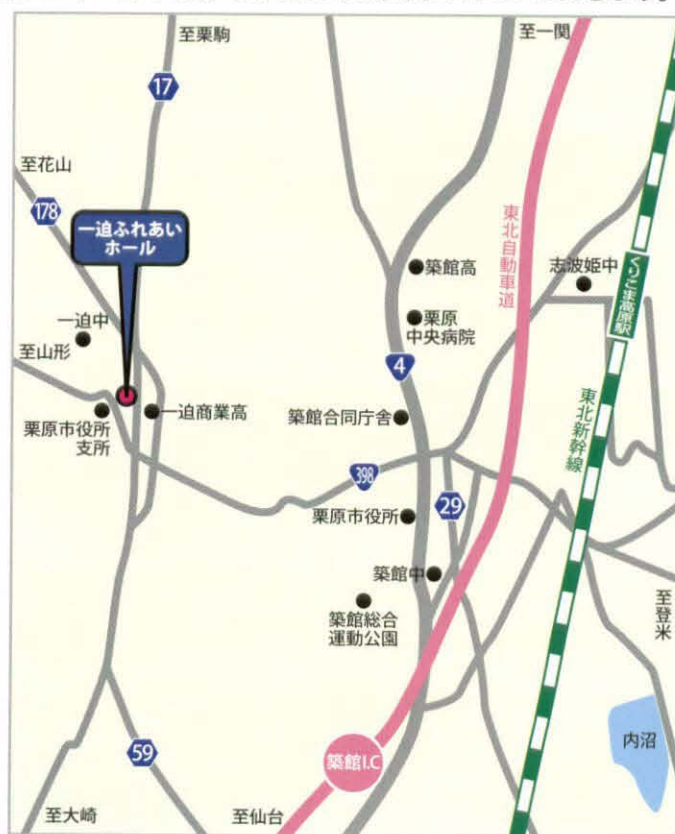 至栗駒
至一関
17
至花山
178
一迫ふれあい
ホール
東北自動車道
築館高
志波姫中
くりこま高原駅
栗原
中央病院
一迫中
至山形
4
築館合同庁舎
一迫商業高
栗原市役所
支所
東北新幹線
398
29
栗原市役所
築館中
築館総合
運動公園
至登米
内沼
59
築館I.C
至大崎
至仙台